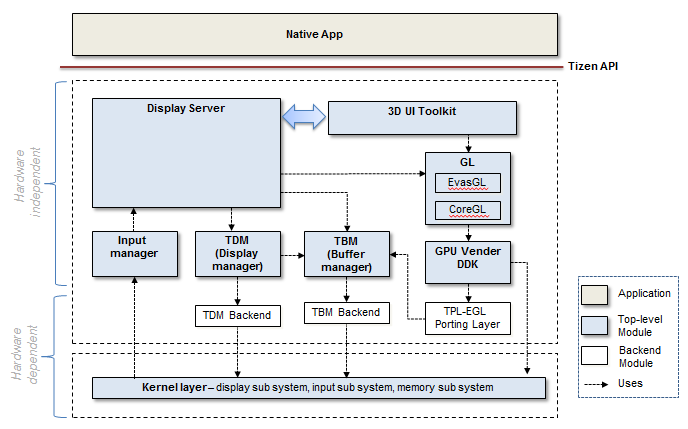 Native App
Tizen API
Hardware
independent
Display Server
3D UI Toolkit
GL
EvasGL
CoreGL
Input
manager
TDM
(Display
manager)
TBM
(Buffer
manager)
GPU Vender
DDK
Hardware
dependent
TDM Backend
TBM Backend
TPL-EGL
Porting Layer
Kernel layer – display sub system, input sub system, memory sub system
Application
Top-level
Module
Backend
Module
Uses